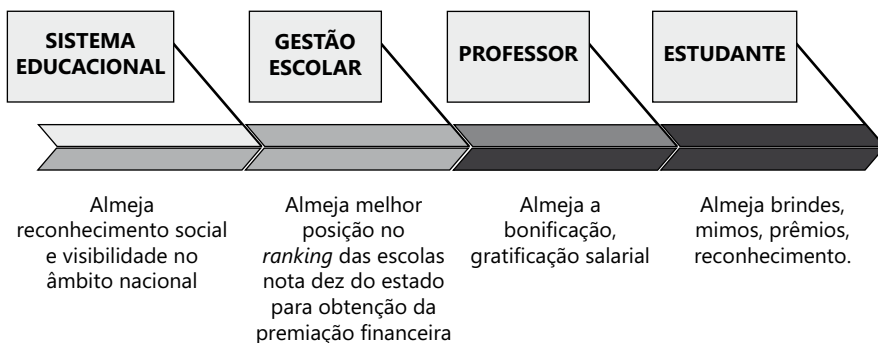 SISTEMA
EDUCACIONAL
GESTÃO
ESCOLAR
PROFESSOR
ESTUDANTE
Almeja
reconhecimento social
e visibilidade no
âmbito nacional
Almeja melhor
posição no
ranking das escolas
nota dez do estado
para obtenção da
premiação financeira
Almeja a
bonificação,
gratificação salarial
Almeja brindes,
mimos, prêmios,
reconhecimento.